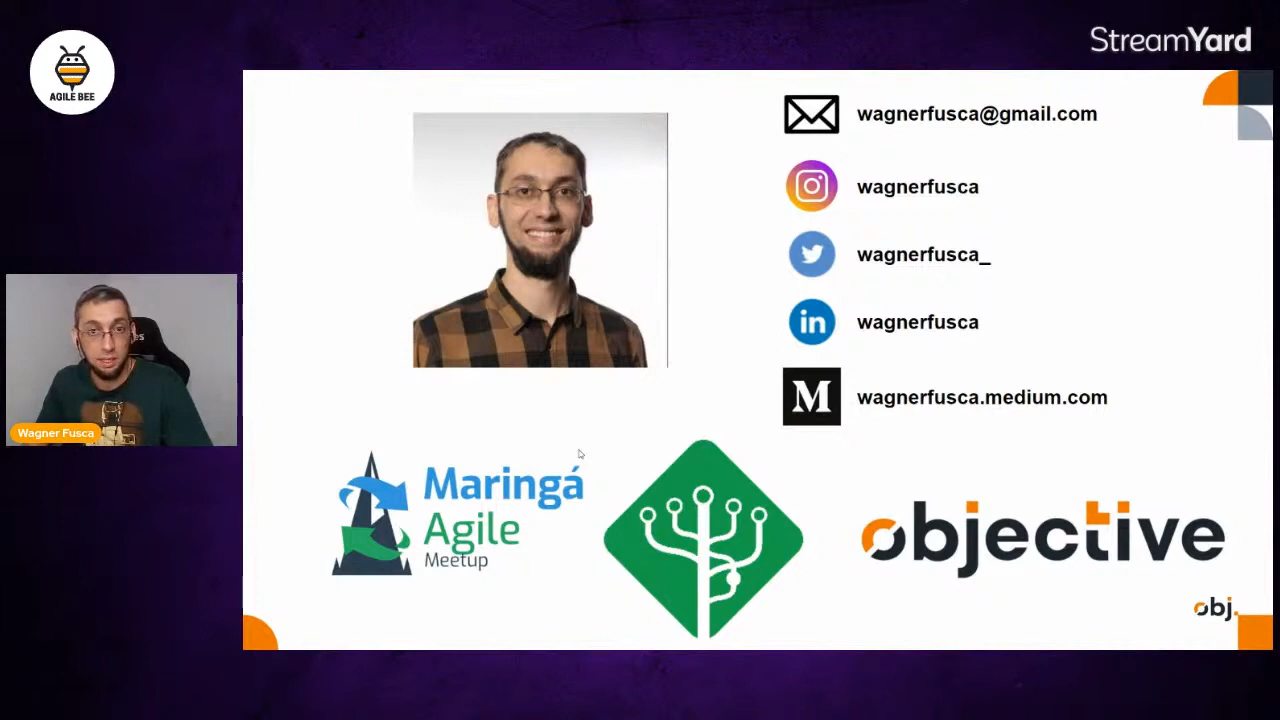 AGILE BEE
StreamYard
wagnerfusca@gmail.com
wagnerfusca
wagnerfusca_
in
wagnerfusca
M
wagnerfusca.medium.com
Wagner Fusca
Maringá
Agile
Meetup
objective
obj.